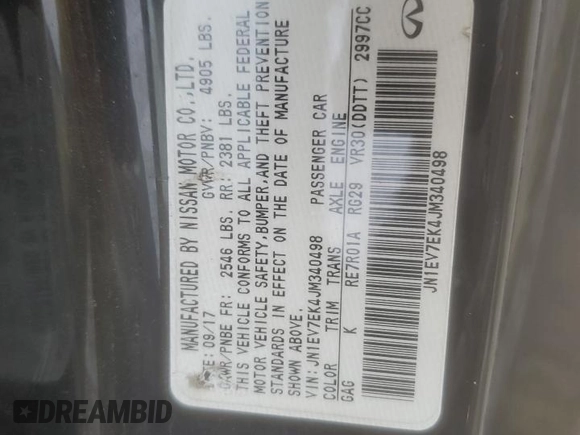 MANUFACTURED BY NISSAN MOTOR CO.,LTD.
09/17 GVWR/PNBV: 4905 LBS.
GAWR/PNBE FR: 2546 LBS. RR: 2381 LBS.
THIS VEHICLE CONFORMS TO ALL APPLICABLE FEDERAL
MOTOR VEHICLE SAFETY,BUMPER,AND THEFT PREVENTION
STANDARDS IN EFFECT ON THE DATE OF MANUFACTURE
SHOWN ABOVE.
VIN:JN1EV7EK4JM340498 PASSENGER CAR
COLOR TRIM TRANS AXLE ENGINE
GAG K RE7R01A RG29 VR30(DDTT) 2997CC
JN1EV7EK4JM340498
DREAMBID